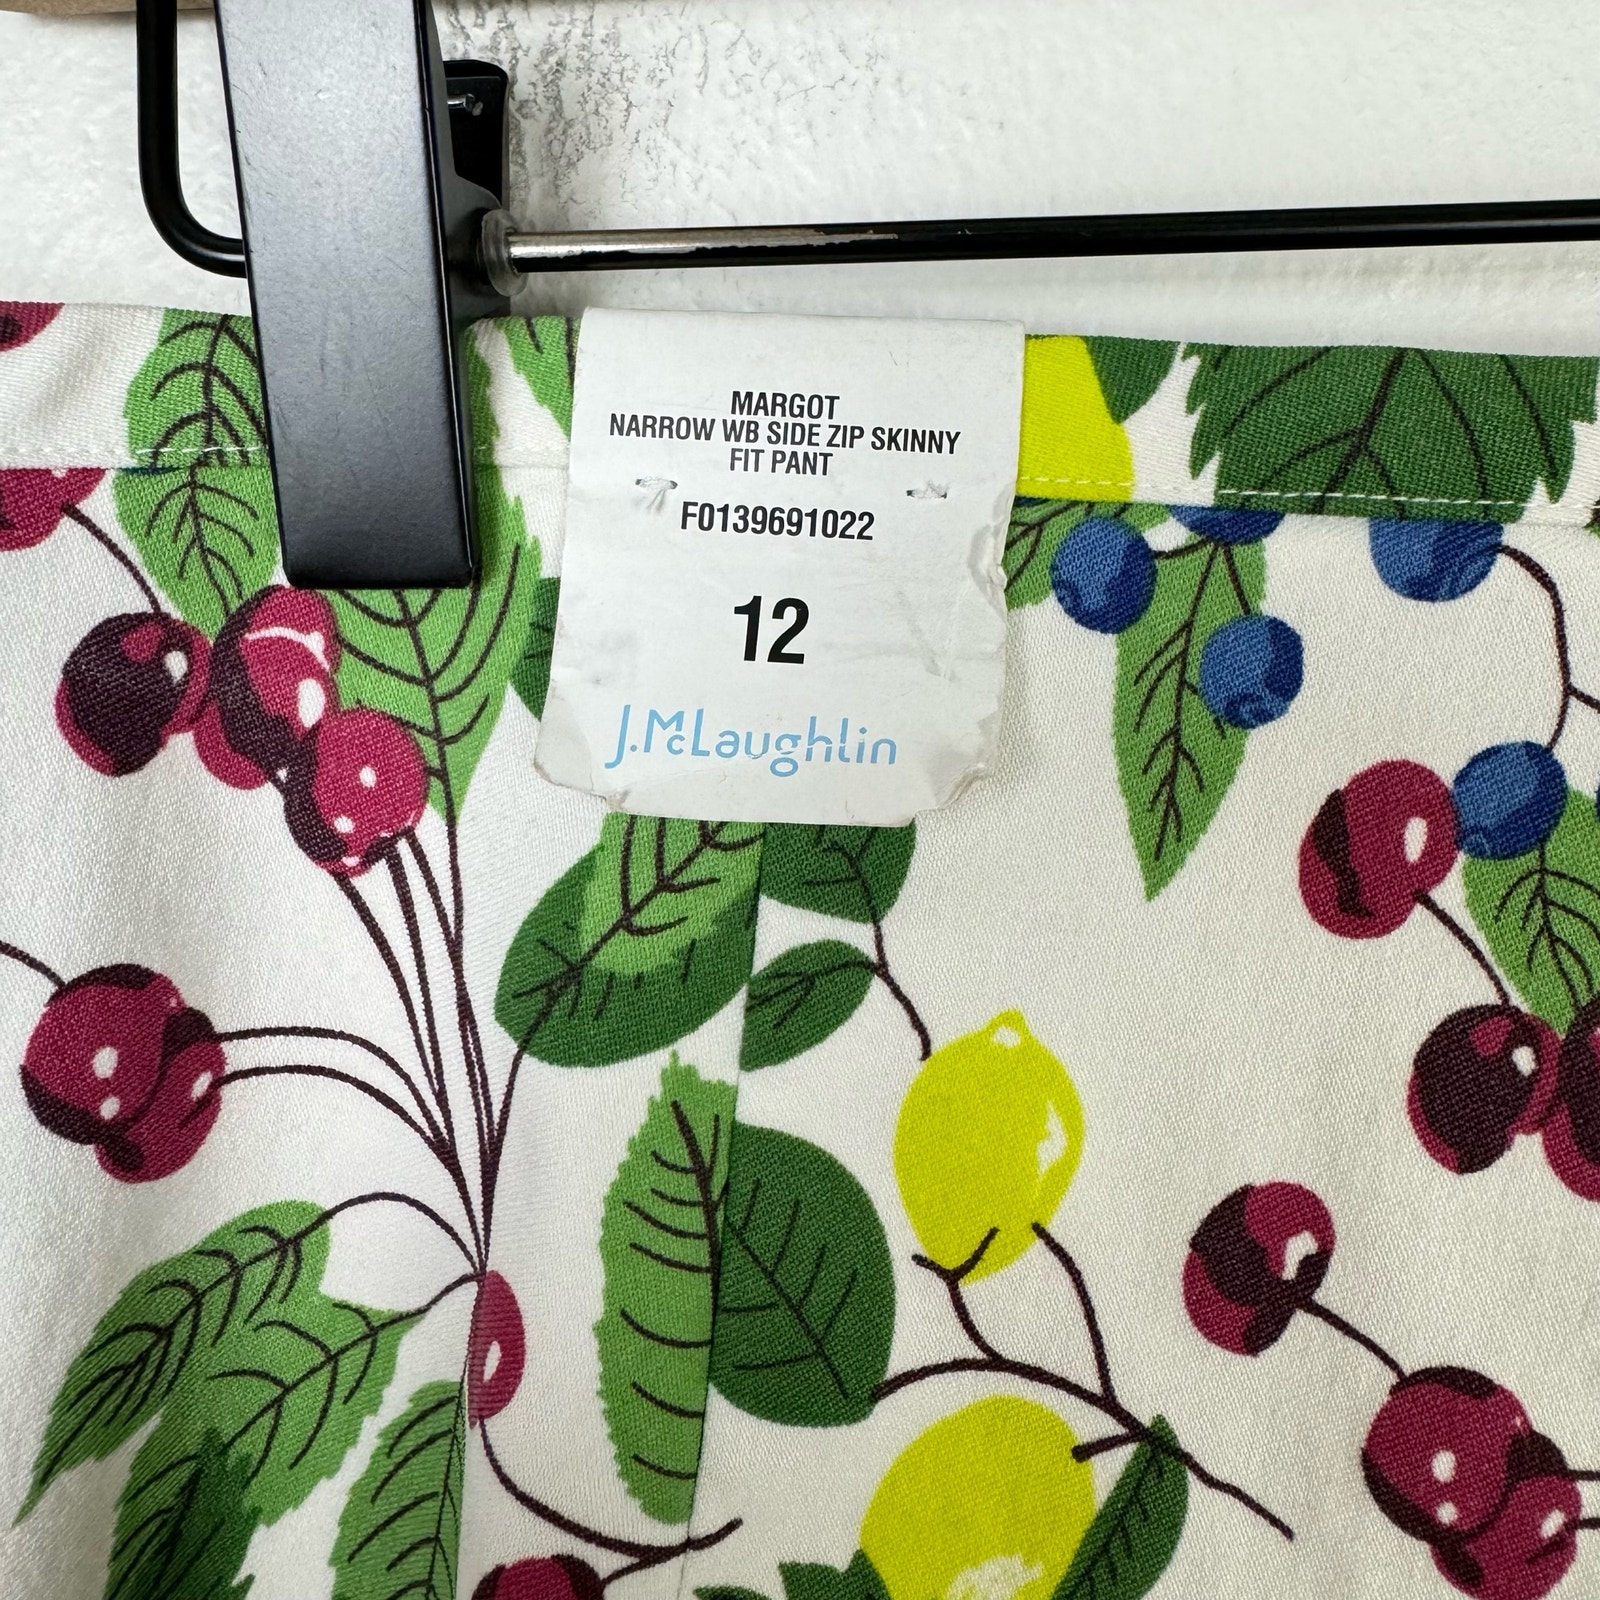 MARGOT
NARROW WB SIDE ZIP SKINNY
FIT PANT
F0139691022
12
J.McLaughlin